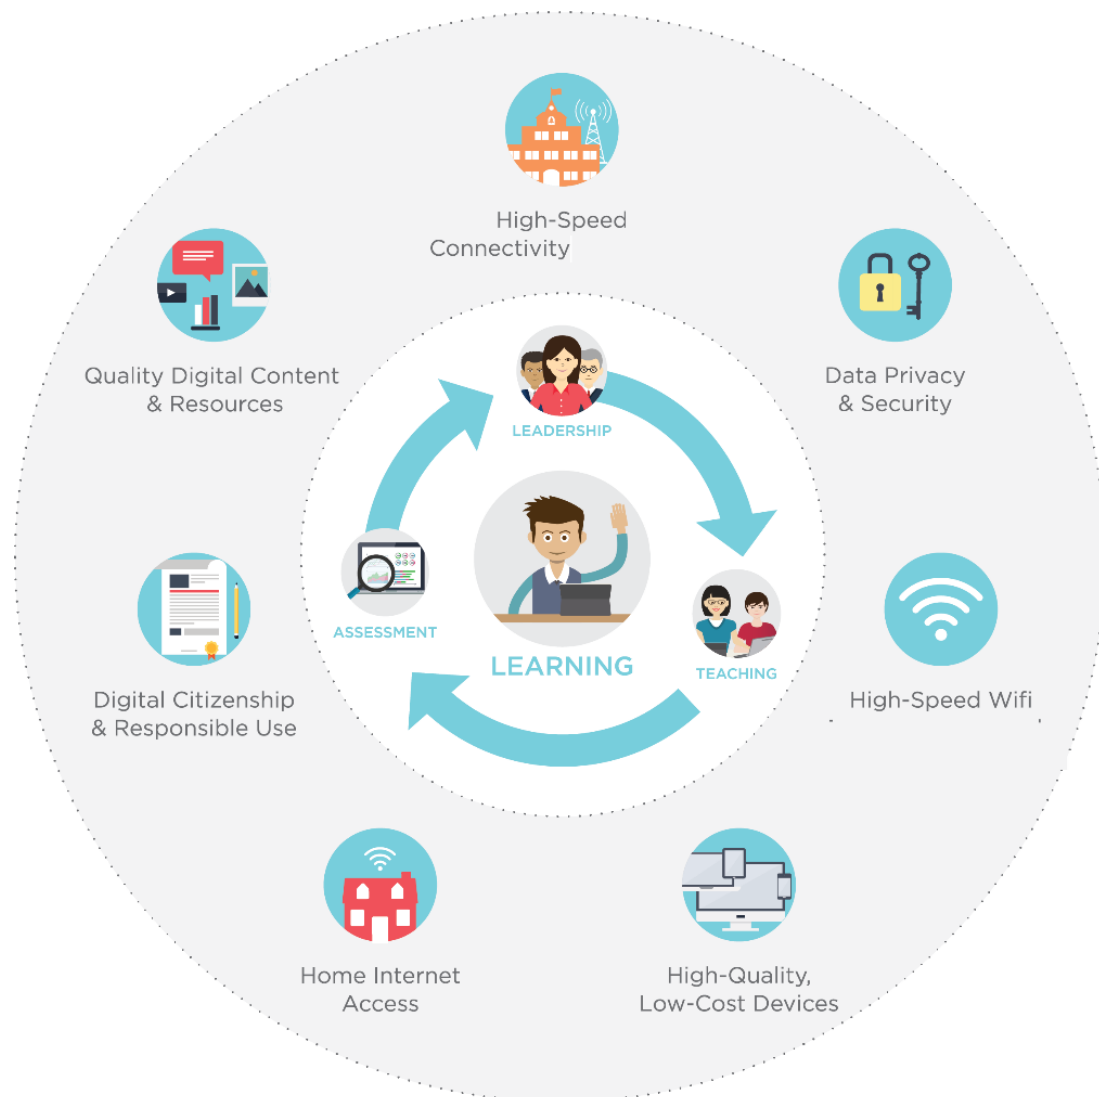 High-Speed
Connectivity
Quality Digital Content
& Resources
Data Privacy
& Security
LEADERSHIP
ASSESSMENT
LEARNING
TEACHING
Digital Citizenship
& Responsible Use
High-Speed Wifi
Home Internet
Access
High-Quality,
Low-Cost Devices